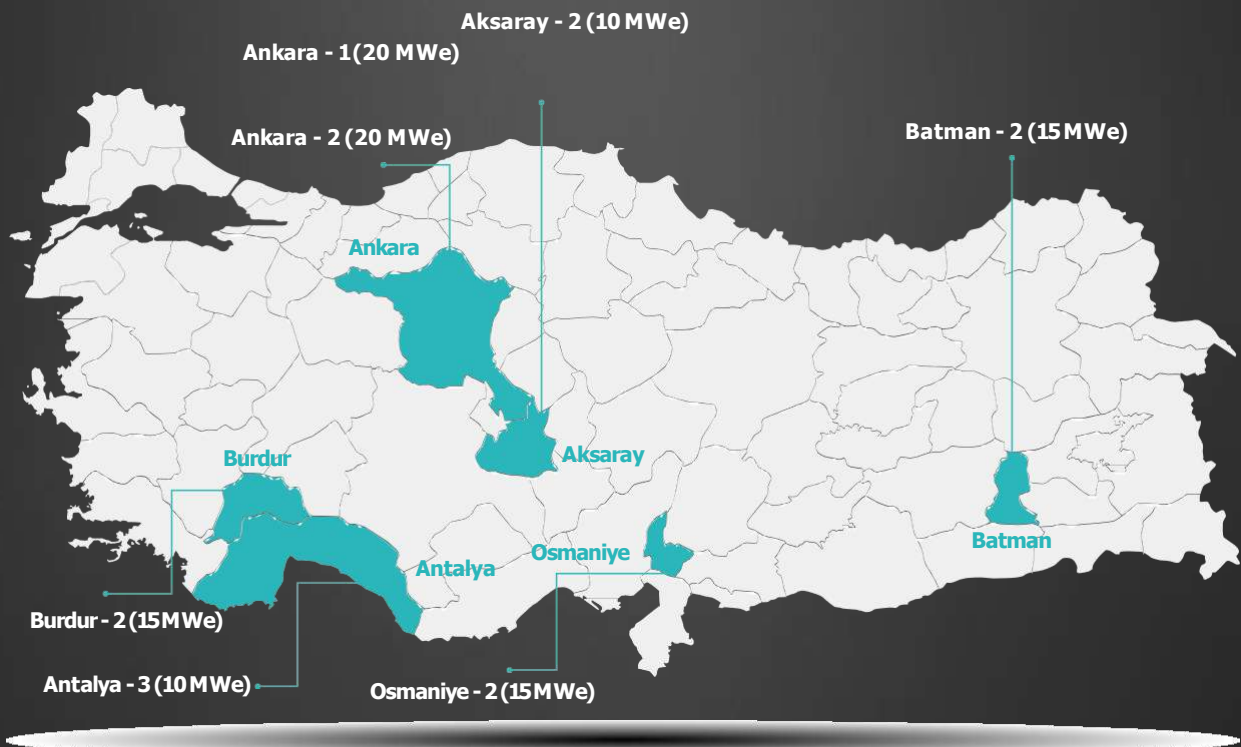 Aksaray - 2 (10 MWe)
Ankara - 1 (20 MWe)
Ankara - 2 (20 MWe)
Batman - 2 (15 MWe)
Ankara
Burdur
Aksaray
Osmaniye
Batman
Antalya
Burdur - 2 (15 MWe)
Antalya - 3 (10 MWe)
Osmaniye - 2 (15 MWe)